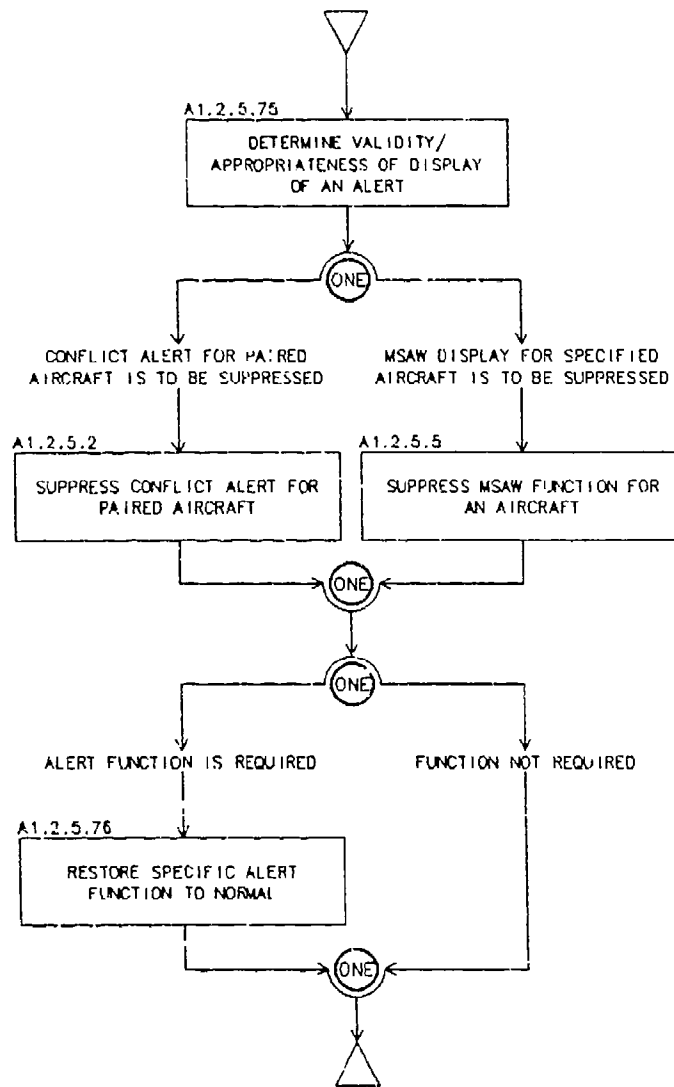 A1.2.5.75
DETERMINE VALIDITY/
APPROPRIATENESS OF DISPLAY
OF AN ALERT
ONE
CONFLICT ALERT FOR PAIRED
AIRCRAFT IS TO BE SUPPRESSED
MSAW DISPLAY FOR SPECIFIED
AIRCRAFT IS TO BE SUPPRESSED
A1.2.5.2
SUPPRESS CONFLICT ALERT FOR
PAIRED AIRCRAFT
A1.2.5.5
SUPPRESS MSAW FUNCTION FOR
AN AIRCRAFT
ONE
ONE
ALERT FUNCTION IS REQUIRED
FUNCTION NOT REQUIRED
A1.2.5.76
RESTORE SPECIFIC ALERT
FUNCTION TO NORMAL
ONE